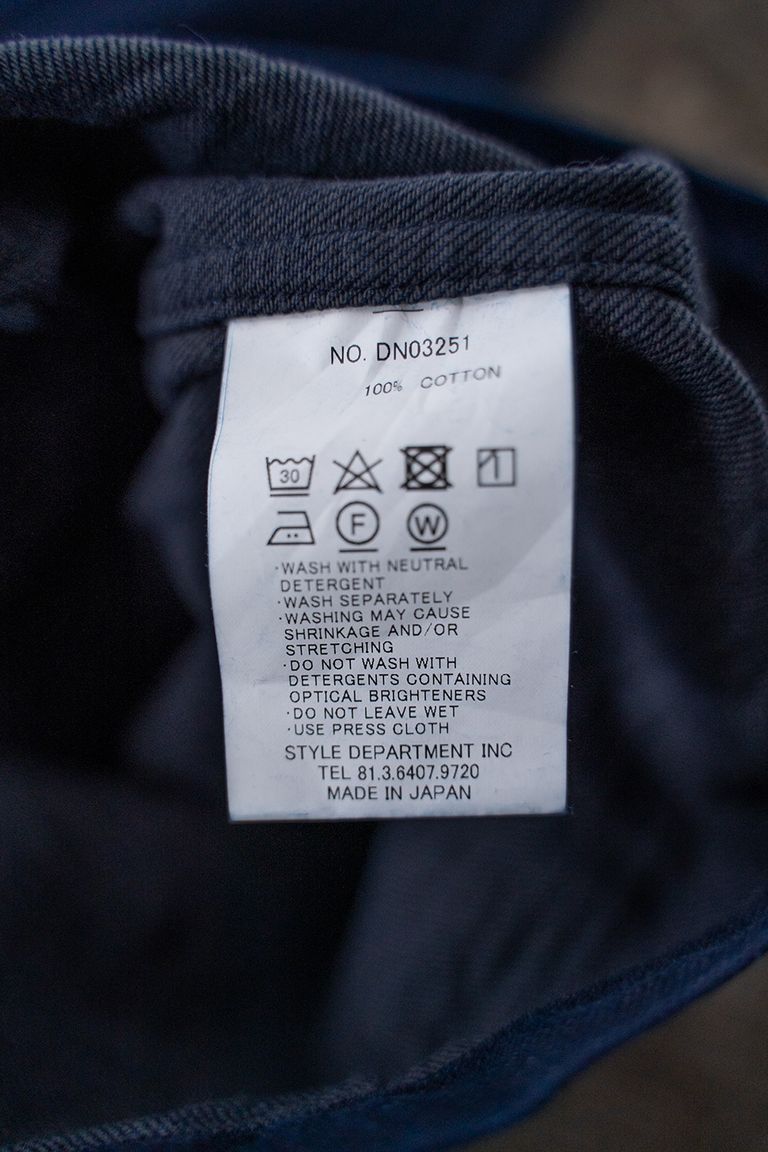 NO. DN03251
100% COTTON
30
F W
·WASH WITH NEUTRAL
DETERGENT
·WASH SEPARATELY
·WASHING MAY CAUSE
SHRINKAGE AND/OR
STRETCHING
·DO NOT WASH WITH
DETERGENTS CONTAINING
OPTICAL BRIGHTENERS
·DO NOT LEAVE WET
·USE PRESS CLOTH
STYLE DEPARTMENT INC
TEL 81.3.6407.9720
MADE IN JAPAN